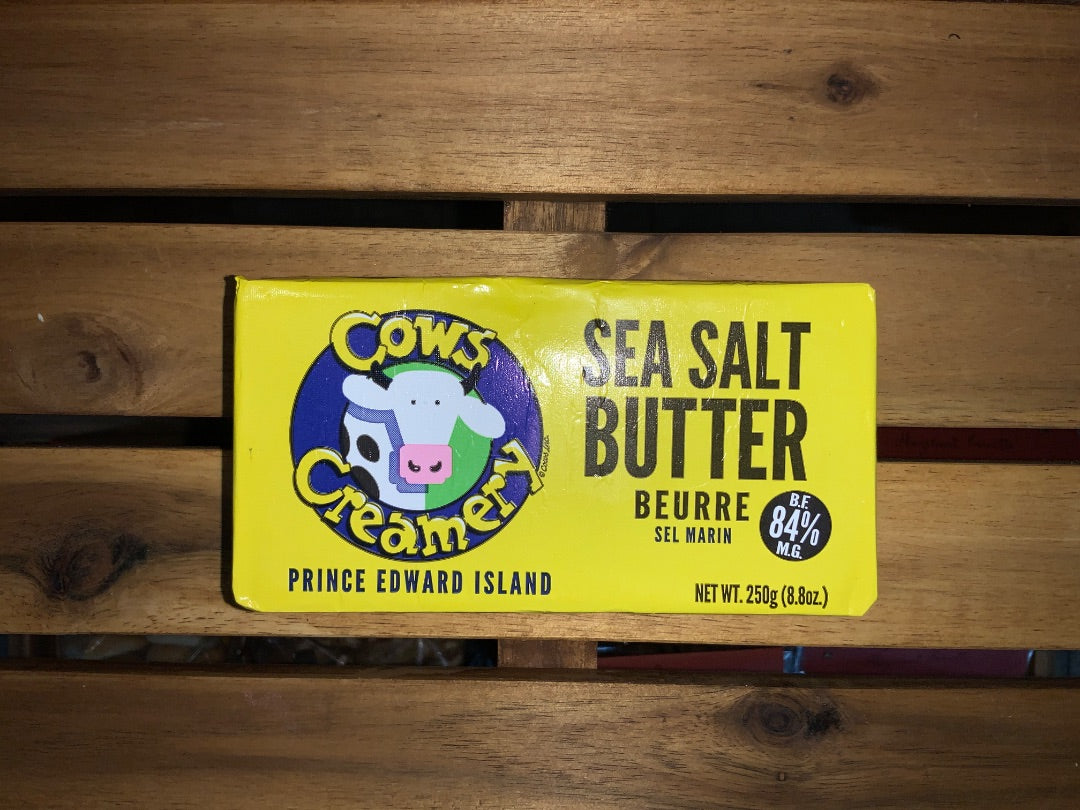 Cows
Creamery
PRINCE EDWARD ISLAND
SEA SALT
BUTTER
BEURRE
SEL MARIN
B.F.
84%
M.G.
NET WT. 250g (8.8oz.)